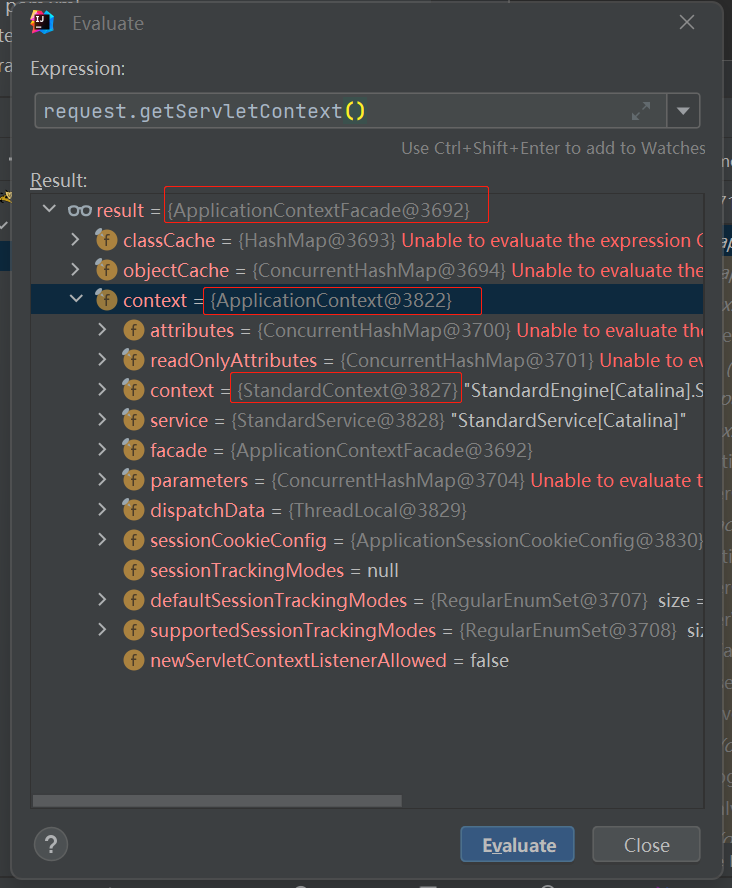 Evaluate
Expression:
request.getServletContext()
Use Ctrl+Shift+Enter to add to Watches
Result:
result = {ApplicationContextFacade@3692}
classCache = {HashMap@3693} Unable to evaluate the expression
objectCache = {ConcurrentHashMap@3694} Unable to evaluate the
context = {ApplicationContext@3822}
attributes = {ConcurrentHashMap@3700} Unable to evaluate the
readOnlyAttributes = {ConcurrentHashMap@3701} Unable to
context = {StandardContext@3827} "StandardEngine[Catalina].S
service = {StandardService@3828} "StandardService[Catalina]"
facade = {ApplicationContextFacade@3692}
parameters = {ConcurrentHashMap@3704} Unable to evaluate
dispatchData = {ThreadLocal@3829}
sessionCookieConfig = {ApplicationSessionCookieConfig@3830}
sessionTrackingModes = null
defaultSessionTrackingModes = {RegularEnumSet@3707} size =
supportedSessionTrackingModes = {RegularEnumSet@3708}
newServletContextListenerAllowed = false
?
Evaluate
Close